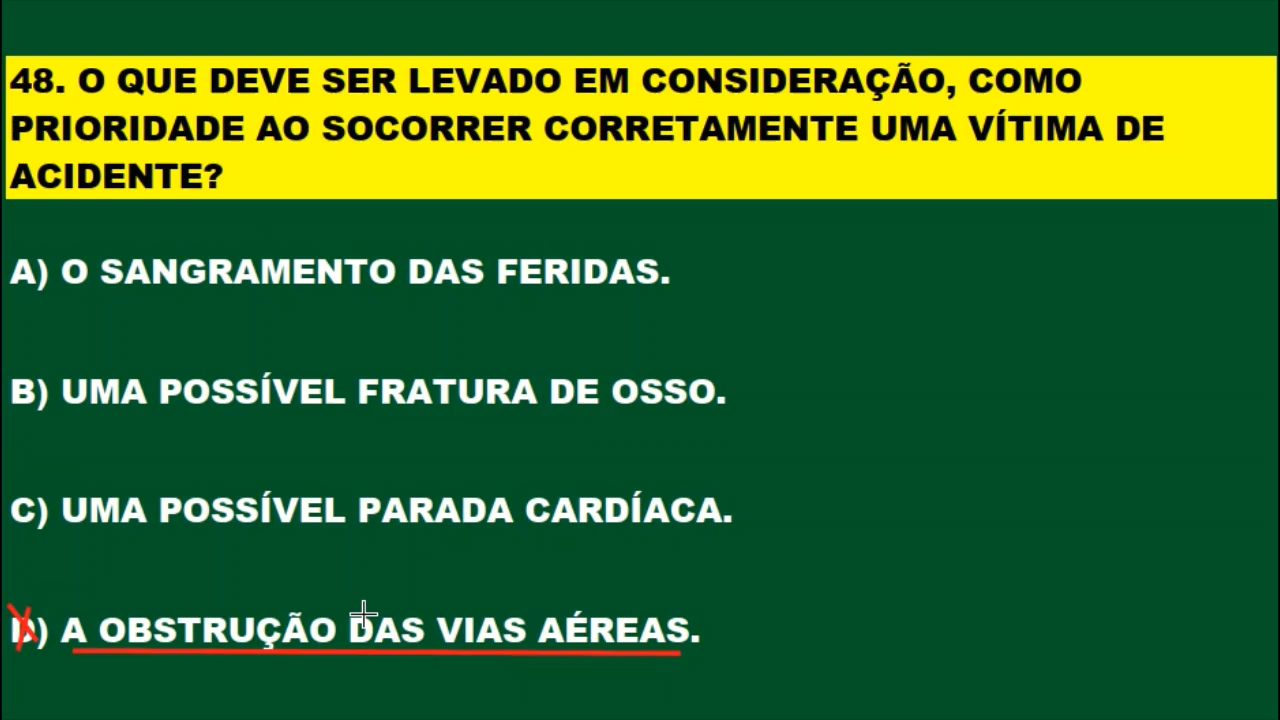 48. O QUE DEVE SER LEVADO EM CONSIDERAÇÃO, COMO
PRIORIDADE AO SOCORRER CORRETAMENTE UMA VÍTIMA DE
ACIDENTE?
A) O SANGRAMENTO DAS FERIDAS.
B) UMA POSSÍVEL FRATURA DE OSSO.
C) UMA POSSÍVEL PARADA CARDÍACA.
D) A OBSTRUÇÃO DAS VIAS AÉREAS.